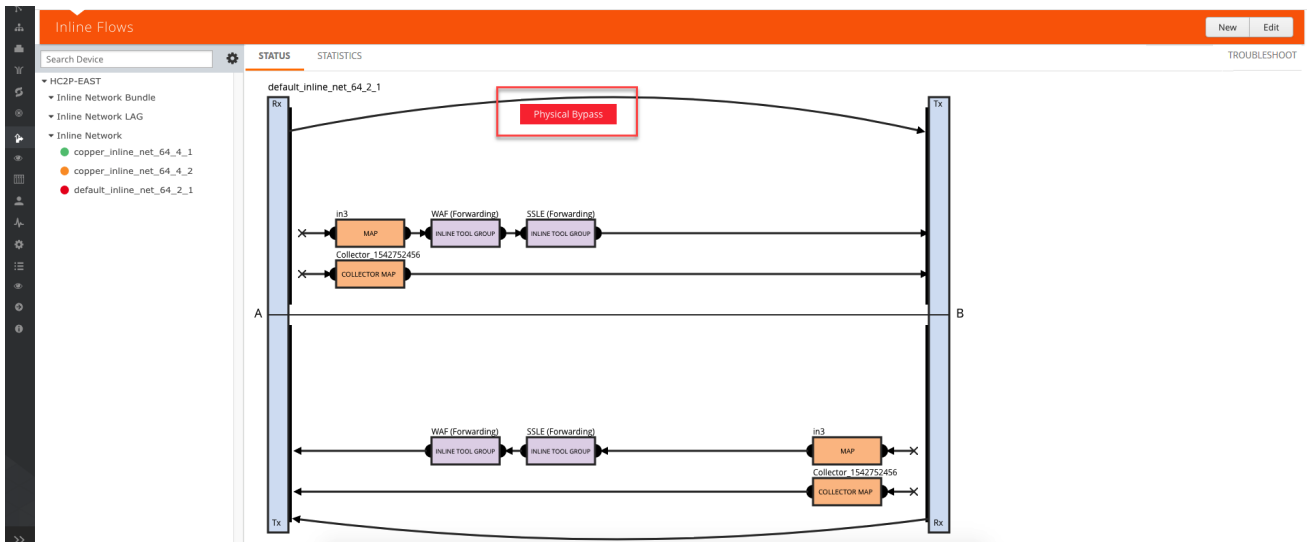 Inline Flows
New
Edit
Search Device
STATUS
STATISTICS
TROUBLESHOOT
HC2P-EAST
Inline Network Bundle
Inline Network LAG
Inline Network
copper_inline_net_64_4_1
copper_inline_net_64_4_2
default_inline_net_64_2_1
default_inline_net_64_2_1
Rx
Tx
Physical Bypass
in3
WAF (Forwarding)
SSLE (Forwarding)
MAP
INLINE TOOL GROUP
INLINE TOOL GROUP
Collector_1542752456
COLLECTOR MAP
A
B
WAF (Forwarding)
SSLE (Forwarding)
in3
INLINE TOOL GROUP
INLINE TOOL GROUP
MAP
Collector_1542752456
COLLECTOR MAP
Tx
Rx